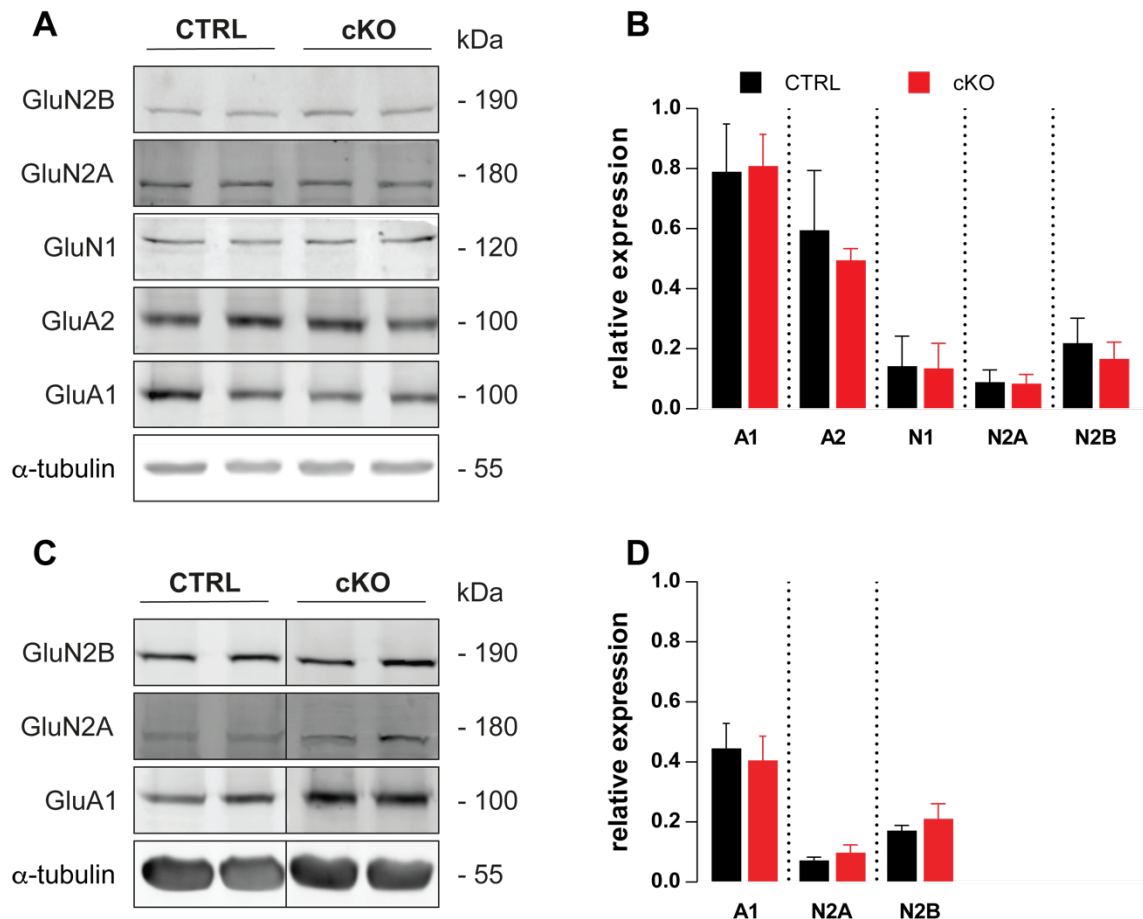 A
CTRL cKO kDa
GluN2B - 190
GluN2A - 180
GluN1 - 120
GluA2 - 100
GluA1 - 100
α-tubulin - 55
B
CTRL cKO
relative expression
1.0
0.8
0.6
0.4
0.2
0.0
A1 A2 N1 N2A N2B
C
CTRL cKO kDa
GluN2B - 190
GluN2A - 180
GluA1 - 100
α-tubulin - 55
D
relative expression
1.0
0.8
0.6
0.4
0.2
0.0
A1 N2A N2B